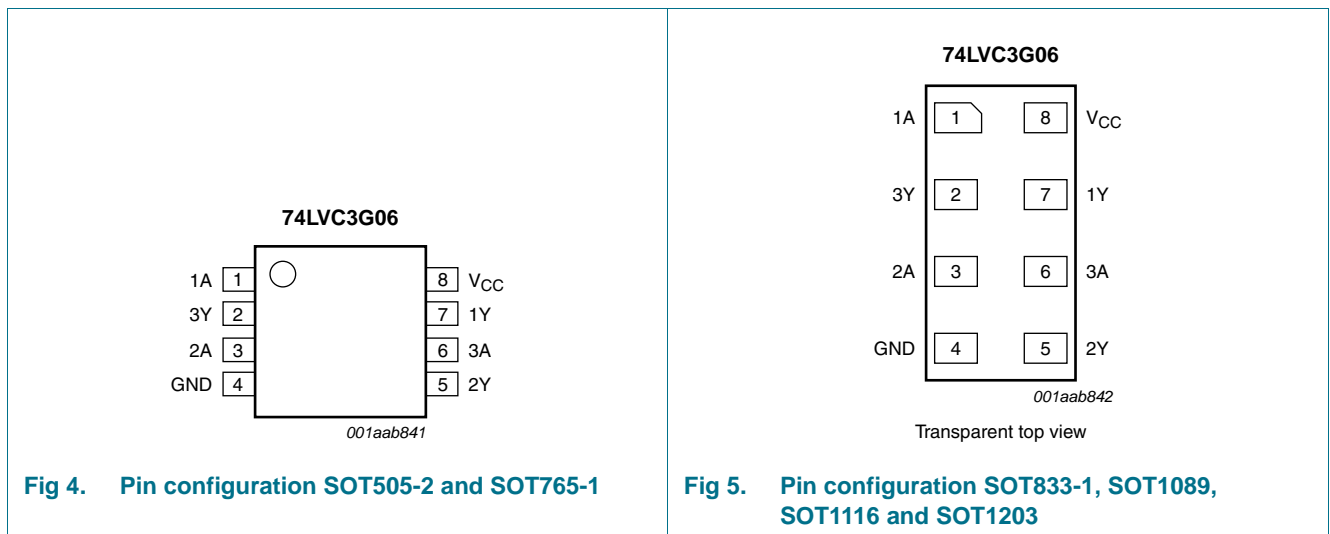 74LVC3G06
1A 1 8 VCC
3Y 2 7 1Y
2A 3 6 3A
GND 4 5 2Y
001aab841
Fig 4. Pin configuration SOT505-2 and SOT765-1
74LVC3G06
1A 1 8 VCC
3Y 2 7 1Y
2A 3 6 3A
GND 4 5 2Y
001aab842
Transparent top view
Fig 5. Pin configuration SOT833-1, SOT1089,
SOT1116 and SOT1203